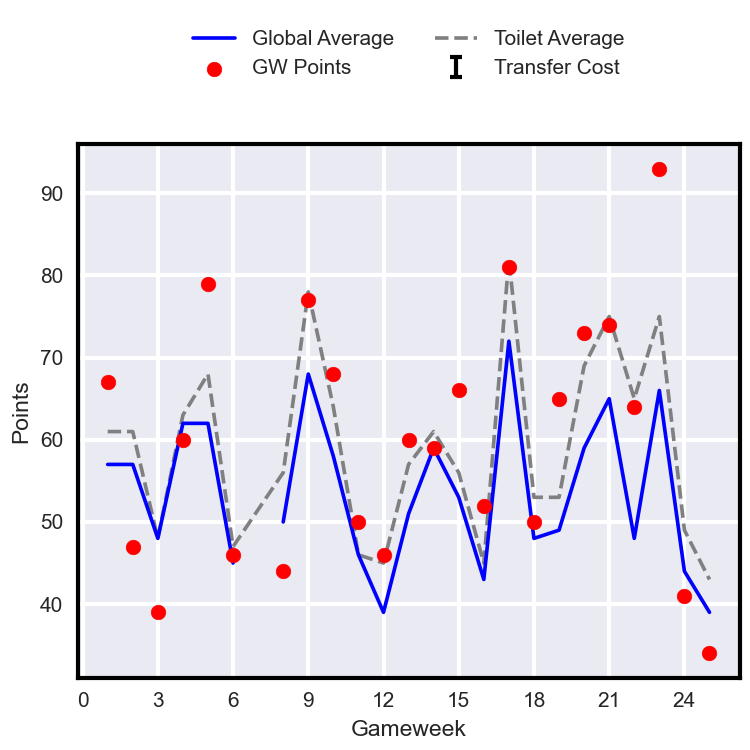 Global Average
Toilet Average
GW Points
Transfer Cost
90
80
70
60
50
40
Points
0 3 6 9 12 15 18 21 24
Gameweek